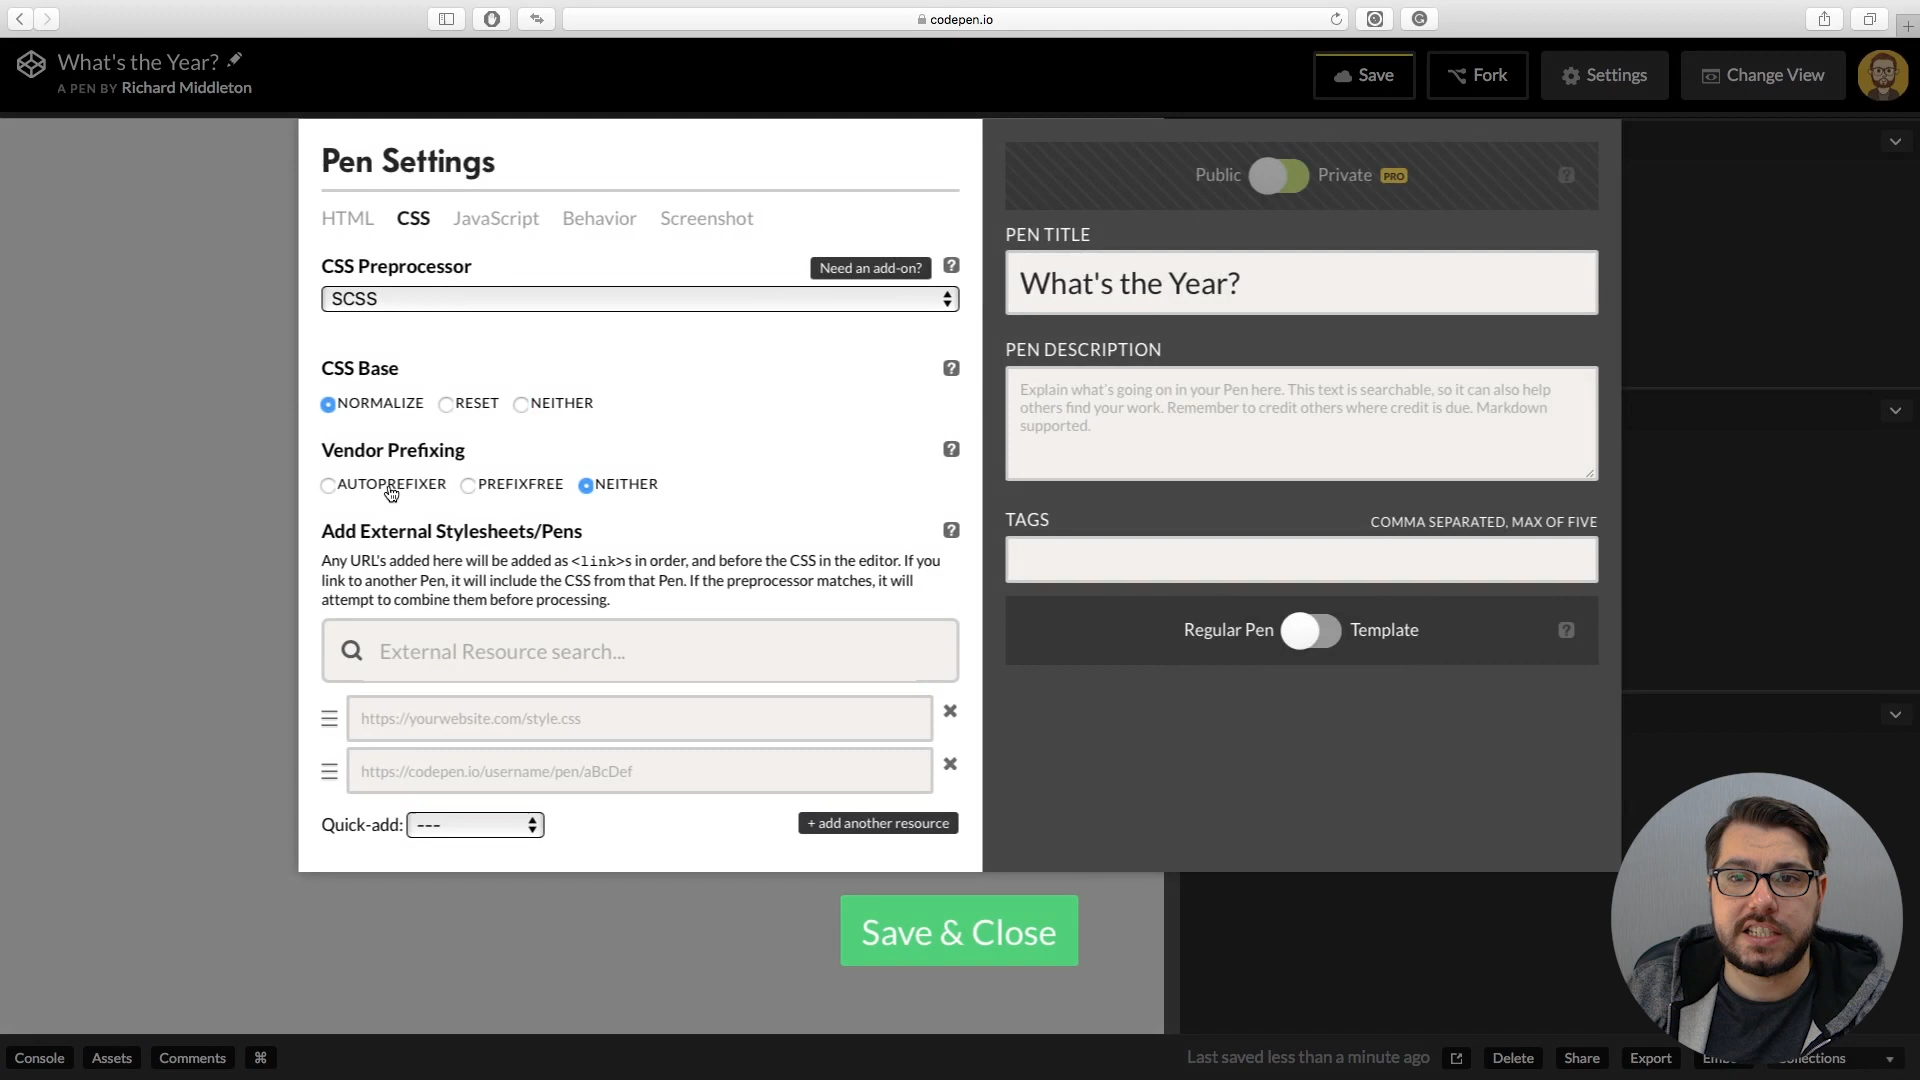 codepen.io
What's the Year?
A PEN BY Richard Middleton
Save
Fork
Settings
Change View
Pen Settings
HTML CSS JavaScript Behavior Screenshot
CSS Preprocessor
Need an add-on? ?
SCSS
CSS Base ?
NORMALIZE RESET NEITHER
Vendor Prefixing ?
AUTOPREFIXER PREFIXFREE NEITHER
Add External Stylesheets/Pens ?
Any URL's added here will be added as <link>s in order, and before the CSS in the editor. If you
link to another Pen, it will include the CSS from that Pen. If the preprocessor matches, it will
attempt to combine them before processing.
External Resource search...
https://yourwebsite.com/style.css
https://codepen.io/username/pen/aBcDef
Quick-add: ---
+ add another resource
Public Private PRO ?
PEN TITLE
What's the Year?
PEN DESCRIPTION
Explain what's going on in your Pen here. This text is searchable, so it can also help
others find your work. Remember to credit others where credit is due. Markdown
supported.
TAGS
COMMA SEPARATED, MAX OF FIVE
Regular Pen Template ?
Save & Close
Console Assets Comments ⌘
Last saved less than a minute ago
Delete Share Export